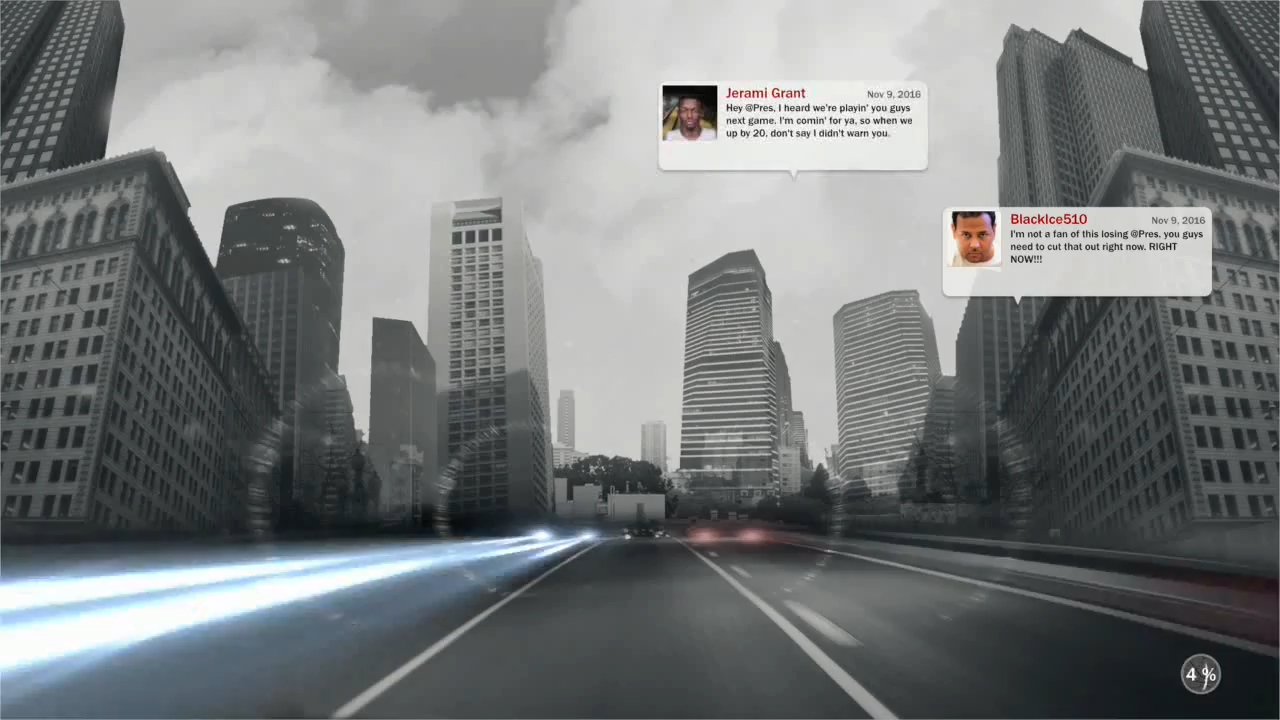 Jerami Grant
Nov 9, 2016
Hey @Pres, I heard we're playin' you guys
next game. I'm comin' for ya, so when we
up by 20, don't say I didn't warn you.
BlackIce510
Nov 9, 2016
I'm not a fan of this losing @Pres, you guys
need to cut that out right now. RIGHT
NOW!!!
4 %